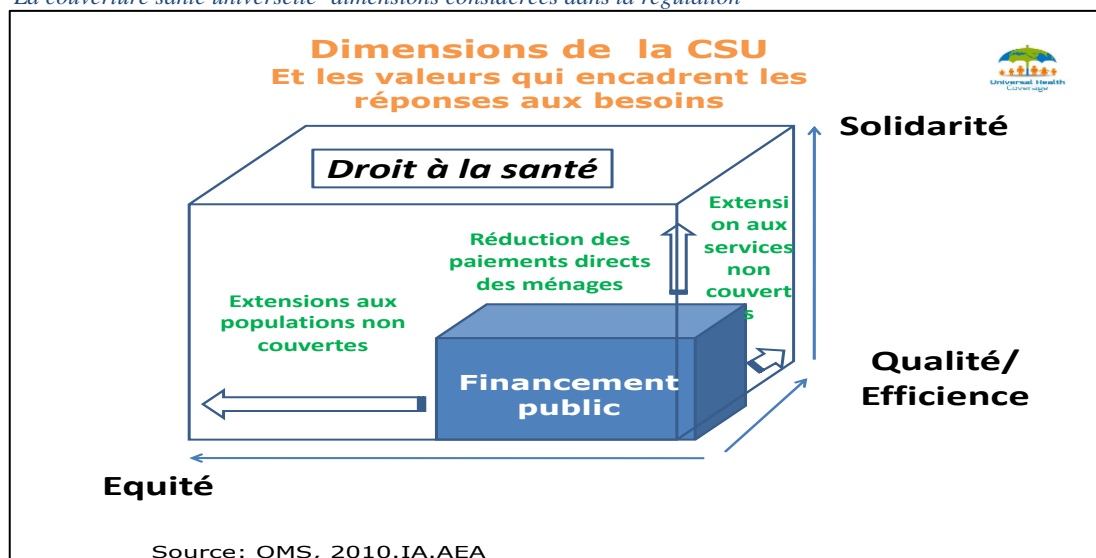 La couverture santé universelle- dimensions considérées dans la régulation
Dimensions de la CSU
Et les valeurs qui encadrent les
réponses aux besoins
Universal Health
Coverage
Solidarité
Droit à la santé
Extensi
on aux
services
non
couvert
s
Réduction des
paiements directs
des ménages
Extensions aux
populations non
couvertes
Financement
public
Qualité/
Efficience
Equité
Source: OMS, 2010.IA.AEA